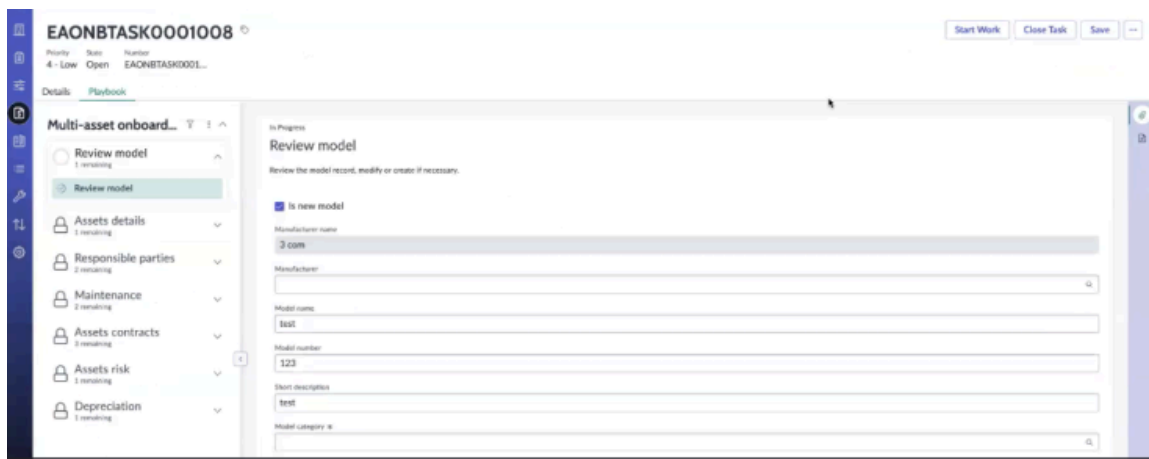 EAONBTASK0001008
Start Work
Close Task
Save
Priority State Number
4 - Low Open EAONBTASK0001...
Details Playbook
Multi-asset onboard...
Review model
1 remaining
Review model
Assets details
1 remaining
Responsible parties
2 remaining
Maintenance
2 remaining
Assets contracts
3 remaining
Assets risk
1 remaining
Depreciation
1 remaining
In Progress
Review model
Review the model record, modify or create if necessary.
Is new model
Manufacturer name
3 com
Manufacturer
Model name
test
Model number
123
Short description
test
Model category